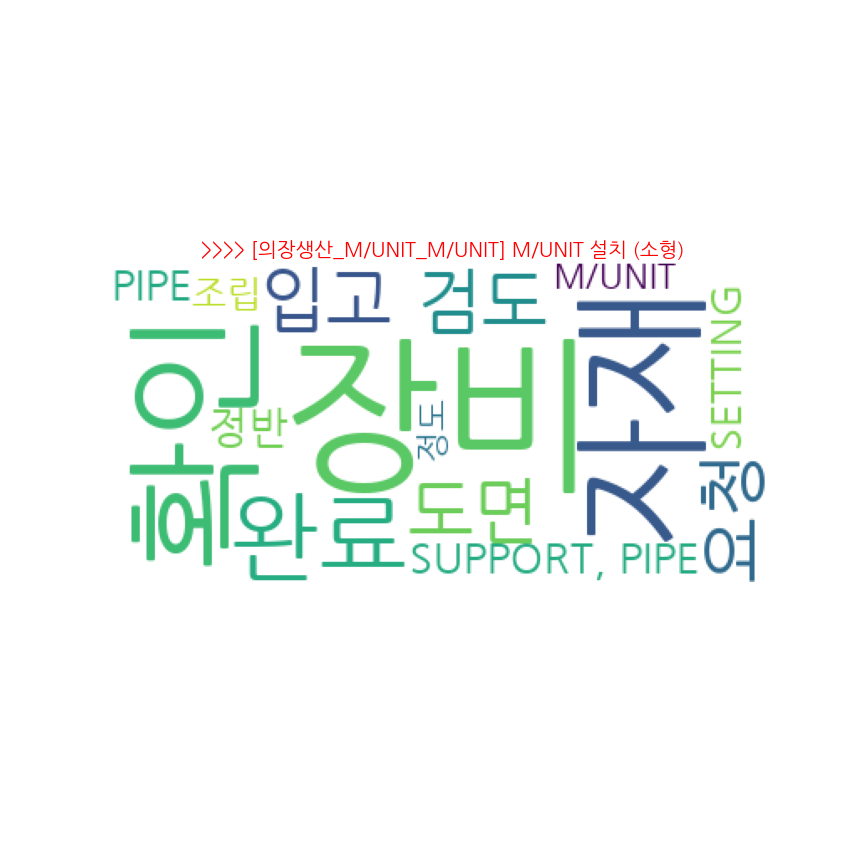 >>>> [의장생산_M/UNIT_M/UNIT] M/UNIT 설치 (소형)
PIPE
조립
입고
검도
M/UNIT
확인
장비
자재
SETTING
정반
정도
요청
완료
도면
SUPPORT, PIPE